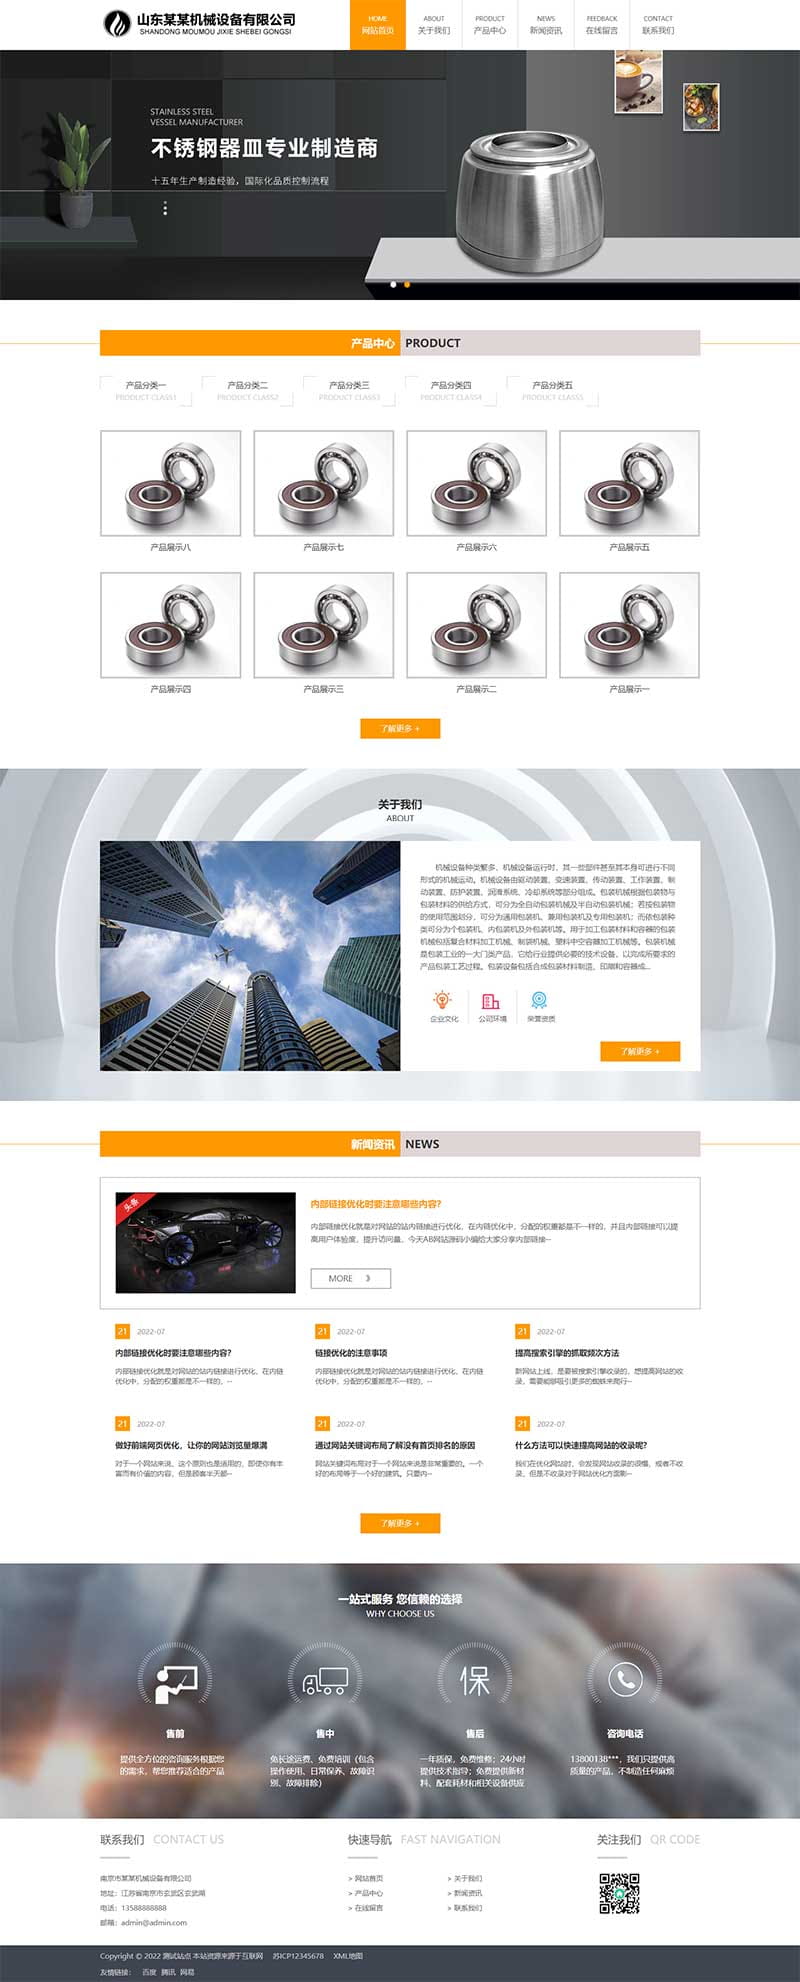 山东某某机械设备有限公司
SHANDONG MOUMOU JIXIE SHEBEI GONGSI
HOME
网站首页
ABOUT
关于我们
PRODUCT
产品中心
NEWS
新闻资讯
FEEDBACK
在线留言
CONTACT
联系我们
STAINLESS STEEL
VESSEL MANUFACTURER
不锈钢器皿专业制造商
十五年生产制造经验，国际化品质控制流程
产品中心 PRODUCT
产品分类一
PRODUCT CLASS1
产品分类二
PRODUCT CLASS2
产品分类三
PRODUCT CLASS3
产品分类四
PRODUCT CLASS4
产品分类五
PRODUCT CLASS5
产品展示八
产品展示七
产品展示六
产品展示五
产品展示四
产品展示三
产品展示二
产品展示一
了解更多 +
关于我们
ABOUT
机械设备种类繁多，机械设备运行时，其一些部件甚至其本身可进行不同
形式的机械运动。机械设备由驱动装置、变速装置、传动装置、工作装置、制
动装置、防护装置、润滑系统、冷却系统等部分组成。包装机械根据包装物与
包装材料的供给方式，可分为全自动包装机械及半自动包装机械；若按包装物
的使用范围划分，可分为通用包装机、兼用包装机及专用包装机；而依包装种
类可分为个包装机、内包装机及外包装机等。用于加工包装材料和容器的包装
机械包括复合材料加工机械、制袋机械、塑料中空容器加工机械等。包装机械
是包装工业的一大门类产品，它给行业提供必要的技术设备，以完成所要求的
产品包装工艺过程。包装设备包括合成包装材料制造、印刷和容器成...
企业文化
公司环境
荣誉资质
了解更多 +
新闻资讯 NEWS
头条
内部链接优化时要注意哪些内容？
内部链接优化就是对网站的站内链接进行优化，在内链优化中，分配的权重都是不一样的，并且内部链接可以提
高用户体验度，提升访问量，今天AB网站源码小编给大家分享内部链接···
MORE 》
21 2022-07
内部链接优化时要注意哪些内容？
内部链接优化就是对网站的站内链接进行优化，在内链
优化中，分配的权重都是不一样的，···
21 2022-07
链接优化的注意事项
内部链接优化就是对网站的站内链接进行优化，在内链
优化中，分配的权重都是不一样的，···
21 2022-07
提高搜索引擎的抓取频次方法
新网站上线，是要被搜索引擎收录的，想提高网站的收
录，需要能够吸引更多的蜘蛛来爬行···
21 2022-07
做好前端网页优化，让你的网站浏览量爆满
对于一个网站来说，这个原则也是适用的，即使你有丰
富而有价值的内容，但是顾客半天都···
21 2022-07
通过网站关键词布局了解没有首页排名的原因
网站关键词布局对于一个网站来说是非常重要的。一个
好的布局等于一个好的建筑。只要内···
21 2022-07
什么方法可以快速提高网站的收录呢？
我们在优化网站时，会发现网站收录的很慢，或者不收
录，但是不收录对于网站优化方面影···
了解更多 +
一站式服务 您信赖的选择
WHY CHOOSE US
售前
提供全方位的咨询服务根据您
的需求，帮您推荐适合的产品
售中
免长途运费、免费培训（包含
操作使用、日常保养、故障识
别、故障排除）
保
售后
一年质保，免费维修；24小时
提供技术指导；免费提供新材
料、配套耗材和相关设备供应
咨询电话
13800138***，我们只提供高
质量的产品，不制造任何麻烦
联系我们 CONTACT US
南京市某某机械设备有限公司
地址：江苏省南京市玄武区玄武湖
电话：13588888888
邮箱：admin@admin.com
快速导航 FAST NAVIGATION
> 网站首页
> 关于我们
> 产品中心
> 新闻资讯
> 在线留言
> 联系我们
关注我们 QR CODE
Copyright © 2022 测试站点 本站资源来源于互联网 苏ICP12345678 XML地图
友情链接： 百度 腾讯 网易